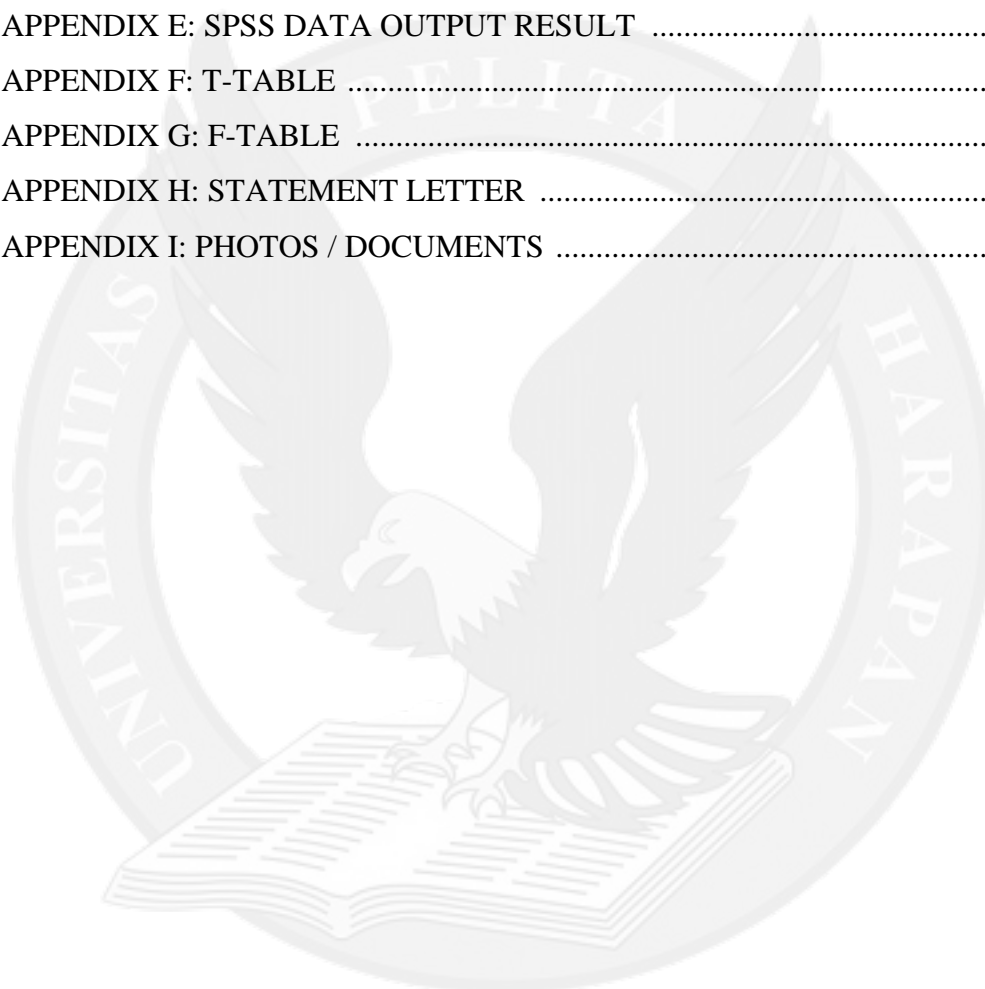 APPENDIX E: SPSS DATA OUTPUT RESULT ..........................................
APPENDIX F: T-TABLE ................................................................................
APPENDIX G: F-TABLE ...............................................................................
APPENDIX H: STATEMENT LETTER ........................................................
APPENDIX I: PHOTOS / DOCUMENTS ......................................................
UNIVERSITAS PELITA HARAPAN